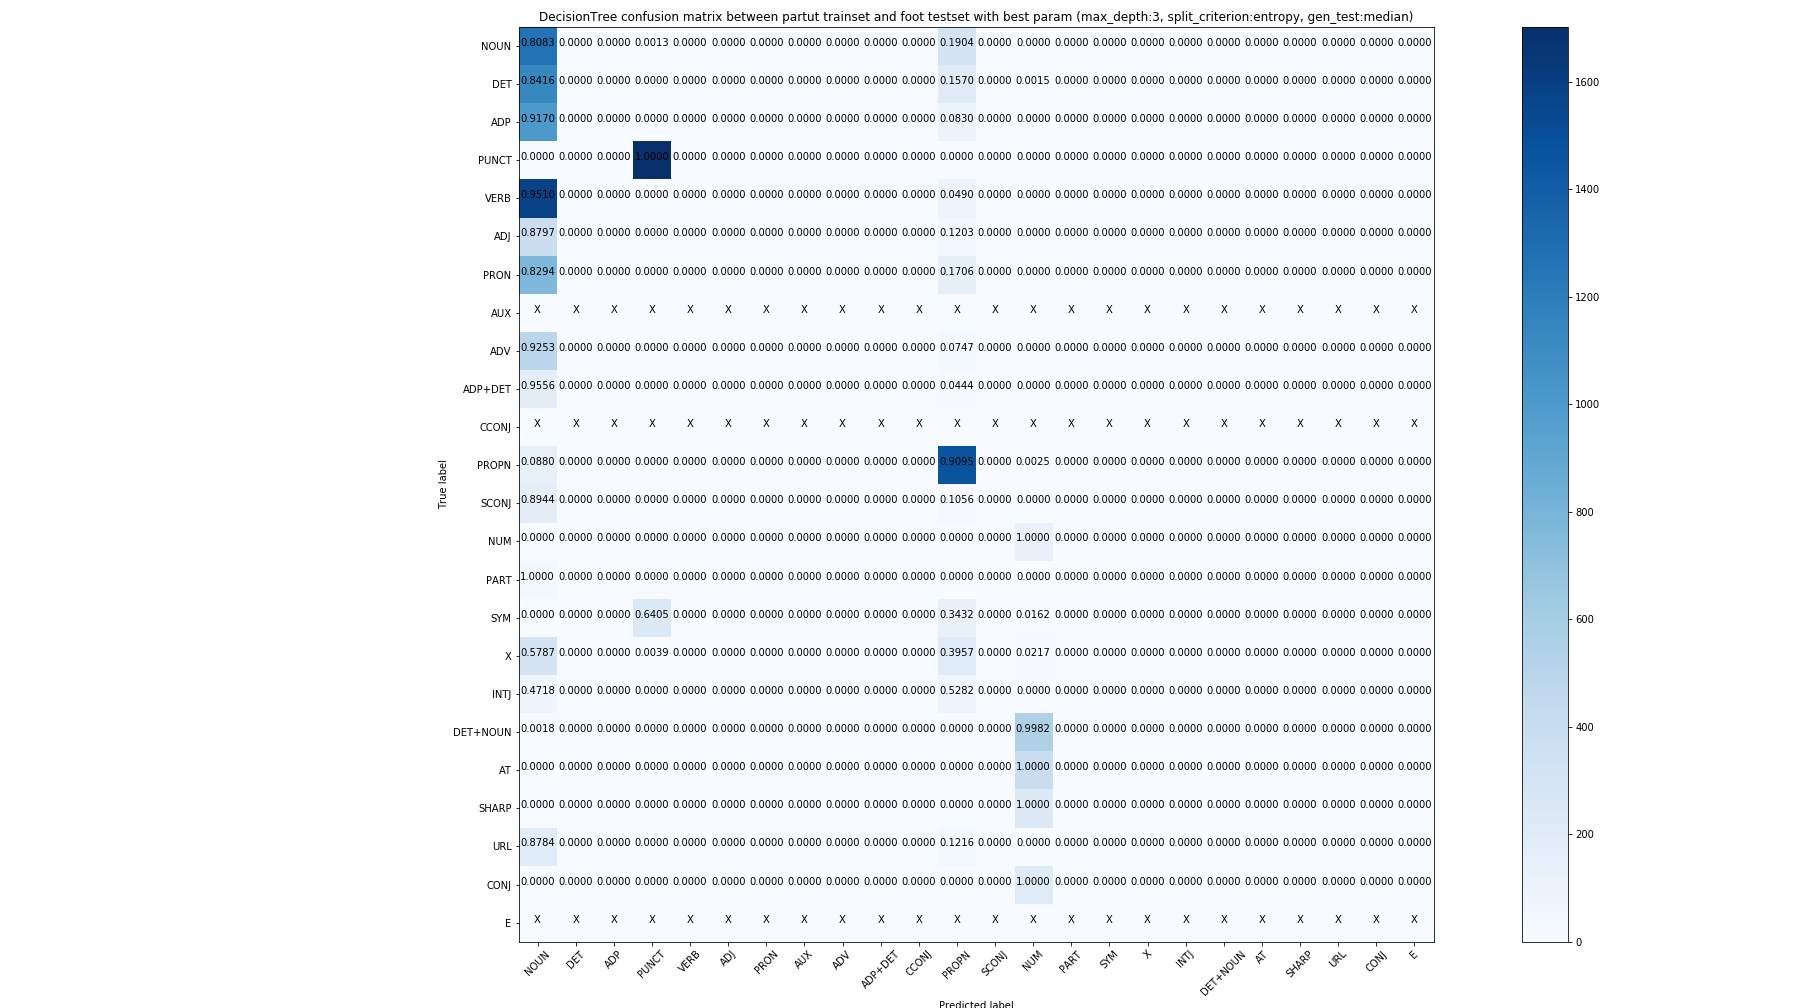 DecisionTree confusion matrix between partut trainset and foot testset with best param (max_depth:3, split_criterion:entropy, gen_test:median)
NOUN 0.8083 0.0000 0.0000 0.0013 0.0000 0.0000 0.0000 0.0000 0.0000 0.0000 0.0000 0.1904 0.0000 0.0000 0.0000 0.0000 0.0000 0.0000 0.0000 0.0000 0.0000 0.0000 0.0000 0.0000
DET 0.8416 0.0000 0.0000 0.0000 0.0000 0.0000 0.0000 0.0000 0.0000 0.0000 0.0000 0.1570 0.0000 0.0015 0.0000 0.0000 0.0000 0.0000 0.0000 0.0000 0.0000 0.0000 0.0000 0.0000
ADP 0.9170 0.0000 0.0000 0.0000 0.0000 0.0000 0.0000 0.0000 0.0000 0.0000 0.0000 0.0830 0.0000 0.0000 0.0000 0.0000 0.0000 0.0000 0.0000 0.0000 0.0000 0.0000 0.0000 0.0000
PUNCT 0.0000 0.0000 0.0000 1.0000 0.0000 0.0000 0.0000 0.0000 0.0000 0.0000 0.0000 0.0000 0.0000 0.0000 0.0000 0.0000 0.0000 0.0000 0.0000 0.0000 0.0000 0.0000 0.0000 0.0000
VERB 0.9510 0.0000 0.0000 0.0000 0.0000 0.0000 0.0000 0.0000 0.0000 0.0000 0.0000 0.0490 0.0000 0.0000 0.0000 0.0000 0.0000 0.0000 0.0000 0.0000 0.0000 0.0000 0.0000 0.0000
ADJ 0.8797 0.0000 0.0000 0.0000 0.0000 0.0000 0.0000 0.0000 0.0000 0.0000 0.0000 0.1203 0.0000 0.0000 0.0000 0.0000 0.0000 0.0000 0.0000 0.0000 0.0000 0.0000 0.0000 0.0000
PRON 0.8294 0.0000 0.0000 0.0000 0.0000 0.0000 0.0000 0.0000 0.0000 0.0000 0.0000 0.1706 0.0000 0.0000 0.0000 0.0000 0.0000 0.0000 0.0000 0.0000 0.0000 0.0000 0.0000 0.0000
AUX X X X X X X X X X X X X X X X X X X X X X X X X
ADV 0.9253 0.0000 0.0000 0.0000 0.0000 0.0000 0.0000 0.0000 0.0000 0.0000 0.0000 0.0747 0.0000 0.0000 0.0000 0.0000 0.0000 0.0000 0.0000 0.0000 0.0000 0.0000 0.0000 0.0000
ADP+DET 0.9556 0.0000 0.0000 0.0000 0.0000 0.0000 0.0000 0.0000 0.0000 0.0000 0.0000 0.0444 0.0000 0.0000 0.0000 0.0000 0.0000 0.0000 0.0000 0.0000 0.0000 0.0000 0.0000 0.0000
CCONJ X X X X X X X X X X X X X X X X X X X X X X X X
PROPN 0.0880 0.0000 0.0000 0.0000 0.0000 0.0000 0.0000 0.0000 0.0000 0.0000 0.0000 0.9095 0.0000 0.0025 0.0000 0.0000 0.0000 0.0000 0.0000 0.0000 0.0000 0.0000 0.0000 0.0000
SCONJ 0.8944 0.0000 0.0000 0.0000 0.0000 0.0000 0.0000 0.0000 0.0000 0.0000 0.0000 0.1056 0.0000 0.0000 0.0000 0.0000 0.0000 0.0000 0.0000 0.0000 0.0000 0.0000 0.0000 0.0000
NUM 0.0000 0.0000 0.0000 0.0000 0.0000 0.0000 0.0000 0.0000 0.0000 0.0000 0.0000 0.0000 0.0000 1.0000 0.0000 0.0000 0.0000 0.0000 0.0000 0.0000 0.0000 0.0000 0.0000 0.0000
PART 1.0000 0.0000 0.0000 0.0000 0.0000 0.0000 0.0000 0.0000 0.0000 0.0000 0.0000 0.0000 0.0000 0.0000 0.0000 0.0000 0.0000 0.0000 0.0000 0.0000 0.0000 0.0000 0.0000 0.0000
SYM 0.0000 0.0000 0.0000 0.6405 0.0000 0.0000 0.0000 0.0000 0.0000 0.0000 0.0000 0.3432 0.0000 0.0162 0.0000 0.0000 0.0000 0.0000 0.0000 0.0000 0.0000 0.0000 0.0000 0.0000
X 0.5787 0.0000 0.0000 0.0039 0.0000 0.0000 0.0000 0.0000 0.0000 0.0000 0.0000 0.3957 0.0000 0.0217 0.0000 0.0000 0.0000 0.0000 0.0000 0.0000 0.0000 0.0000 0.0000 0.0000
INTJ 0.4718 0.0000 0.0000 0.0000 0.0000 0.0000 0.0000 0.0000 0.0000 0.0000 0.0000 0.5282 0.0000 0.0000 0.0000 0.0000 0.0000 0.0000 0.0000 0.0000 0.0000 0.0000 0.0000 0.0000
DET+NOUN 0.0018 0.0000 0.0000 0.0000 0.0000 0.0000 0.0000 0.0000 0.0000 0.0000 0.0000 0.0000 0.0000 0.9982 0.0000 0.0000 0.0000 0.0000 0.0000 0.0000 0.0000 0.0000 0.0000 0.0000
AT 0.0000 0.0000 0.0000 0.0000 0.0000 0.0000 0.0000 0.0000 0.0000 0.0000 0.0000 0.0000 0.0000 1.0000 0.0000 0.0000 0.0000 0.0000 0.0000 0.0000 0.0000 0.0000 0.0000 0.0000
SHARP 0.0000 0.0000 0.0000 0.0000 0.0000 0.0000 0.0000 0.0000 0.0000 0.0000 0.0000 0.0000 0.0000 1.0000 0.0000 0.0000 0.0000 0.0000 0.0000 0.0000 0.0000 0.0000 0.0000 0.0000
URL 0.8784 0.0000 0.0000 0.0000 0.0000 0.0000 0.0000 0.0000 0.0000 0.0000 0.0000 0.1216 0.0000 0.0000 0.0000 0.0000 0.0000 0.0000 0.0000 0.0000 0.0000 0.0000 0.0000 0.0000
CONJ 0.0000 0.0000 0.0000 0.0000 0.0000 0.0000 0.0000 0.0000 0.0000 0.0000 0.0000 0.0000 0.0000 1.0000 0.0000 0.0000 0.0000 0.0000 0.0000 0.0000 0.0000 0.0000 0.0000 0.0000
E X X X X X X X X X X X X X X X X X X X X X X X X
NOUN DET ADP PUNCT VERB ADJ PRON AUX ADV ADP+DET CCONJ PROPN SCONJ NUM PART SYM X INTJ DET+NOUN AT SHARP URL CONJ E
True label
Predicted label
1600
1400
1200
1000
800
600
400
200
0